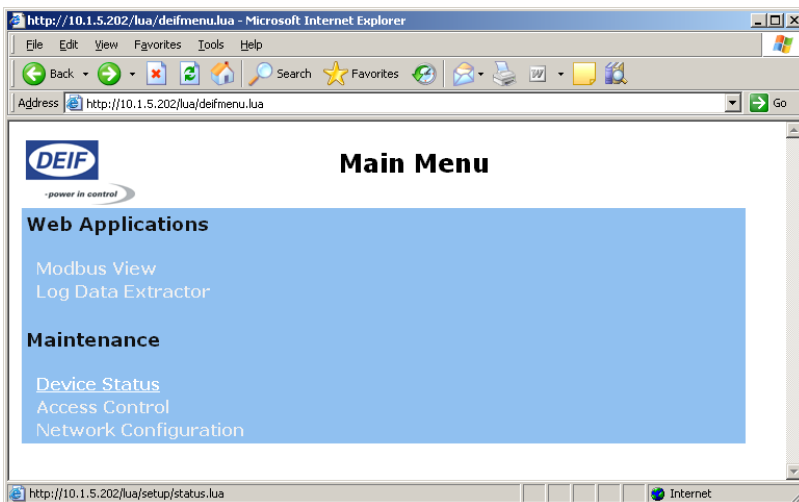 http://10.1.5.202/lua/deifmenu.lua - Microsoft Internet Explorer
File Edit View Favorites Tools Help
Back Search Favorites
Address http://10.1.5.202/lua/deifmenu.lua Go
DEIF
-power in control
Main Menu
Web Applications
Modbus View
Log Data Extractor
Maintenance
Device Status
Access Control
Network Configuration
http://10.1.5.202/lua/setup/status.lua Internet